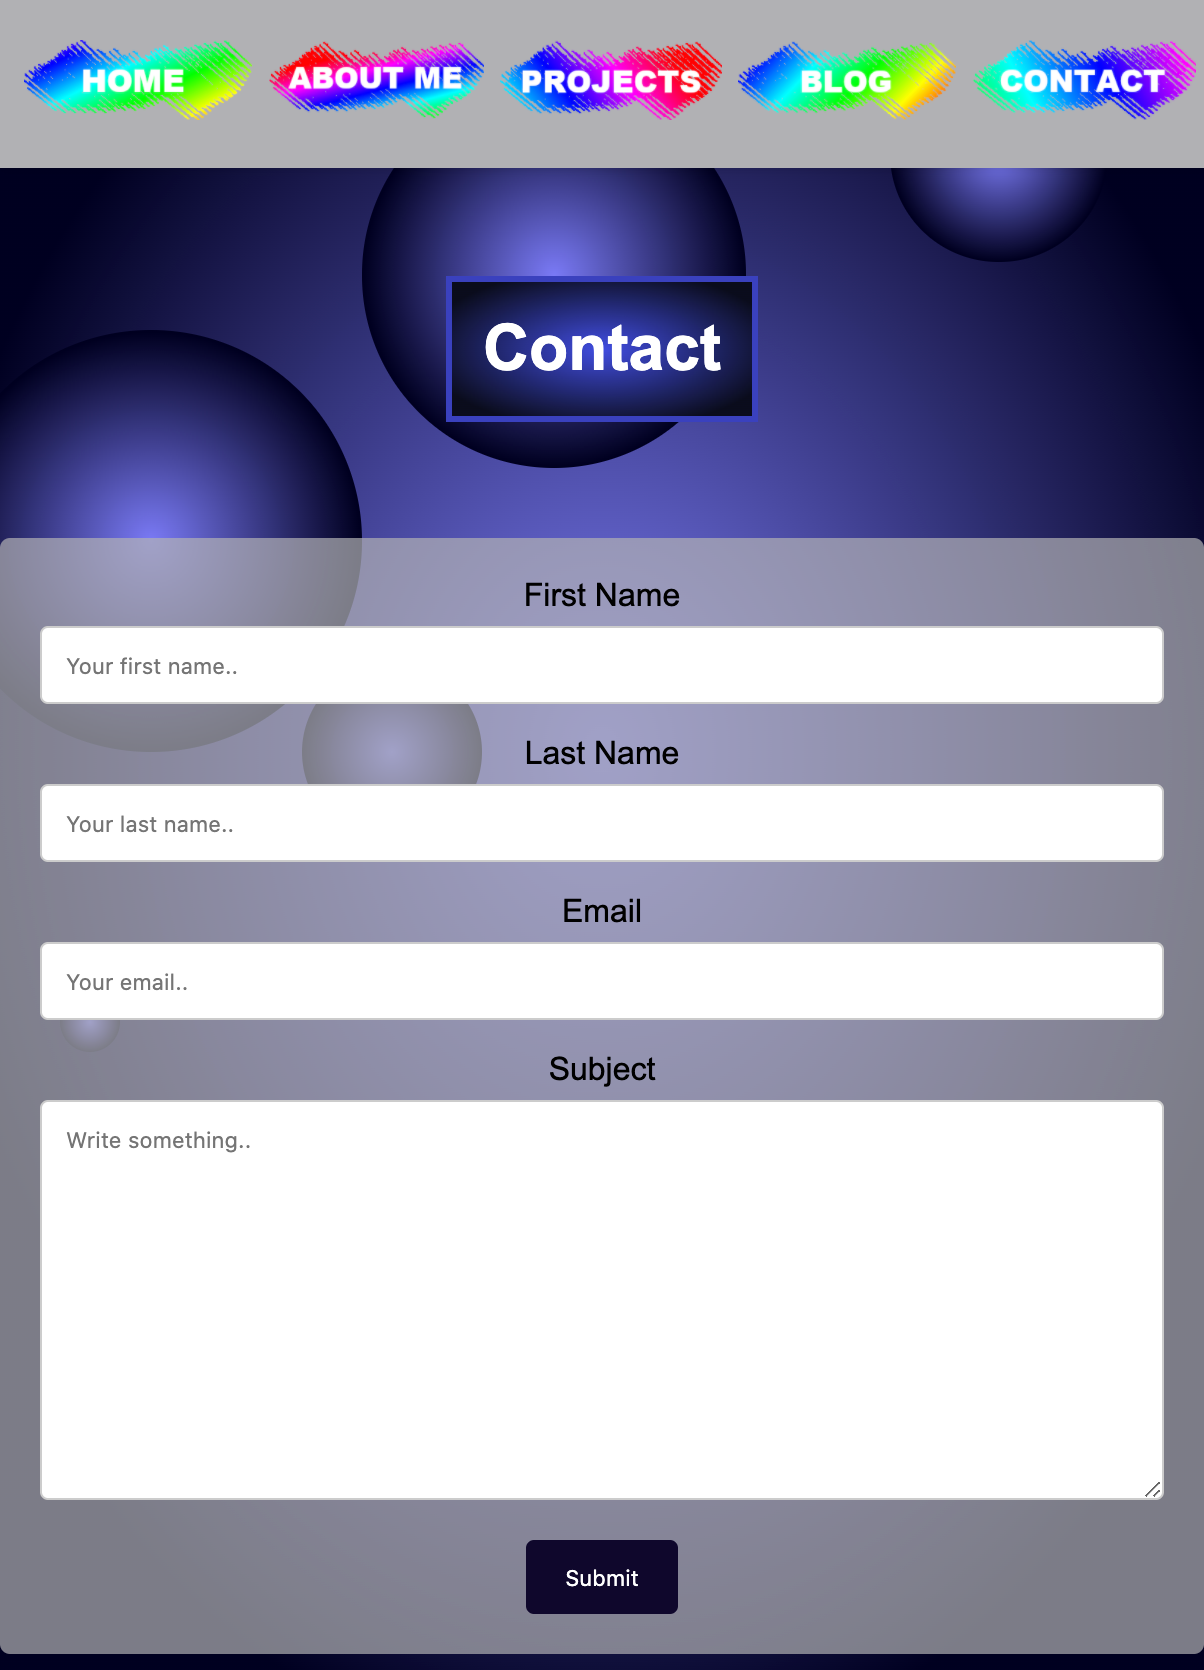 HOME ABOUT ME PROJECTS BLOG CONTACT
Contact
First Name
Your first name..
Last Name
Your last name..
Email
Your email..
Subject
Write something..
Submit